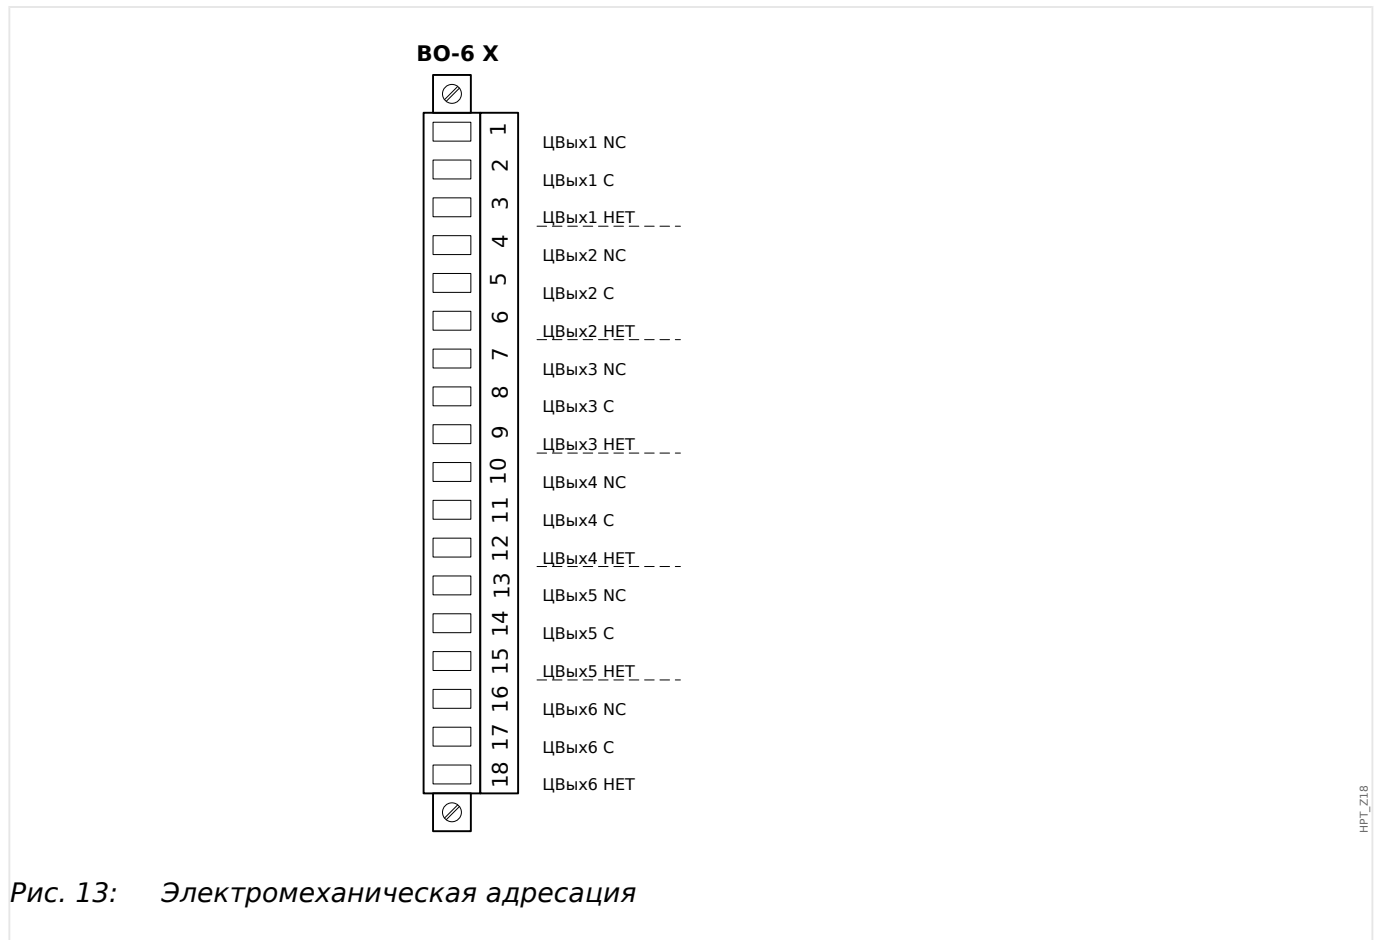 BO-6 X
1
ЦВых1 NC
2
ЦВых1 C
3
ЦВых1 НЕТ
4
ЦВых2 NC
5
ЦВых2 C
6
ЦВых2 НЕТ
7
ЦВых3 NC
8
ЦВых3 C
9
ЦВых3 НЕТ
10
ЦВых4 NC
11
ЦВых4 C
12
ЦВых4 НЕТ
13
ЦВых5 NC
14
ЦВых5 C
15
ЦВых5 НЕТ
16
ЦВых6 NC
17
ЦВых6 C
18
ЦВых6 НЕТ
HPT_Z18
Рис. 13: Электромеханическая адресация